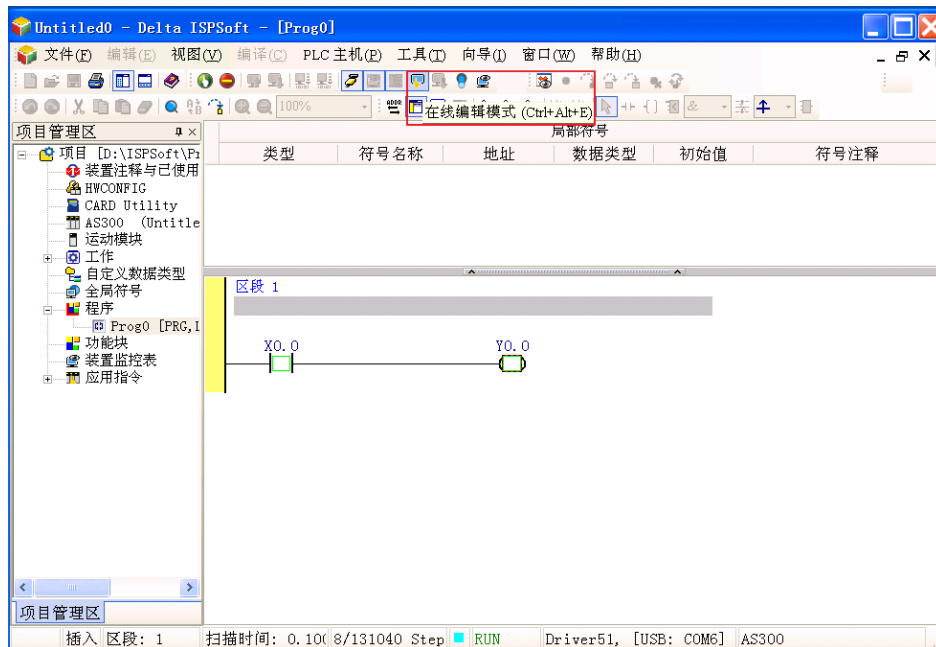 Untitled0 - Delta ISPSoft - [Prog0]
文件(F) 编辑(E) 视图(V) 编译(C) PLC 主机(P) 工具(T) 向导(I) 窗口(W) 帮助(H)
100%
在线编辑模式 (Ctrl+Alt+E)
项目管理区
局部符号
类型 符号名称 地址 数据类型 初始值 符号注释
项目 [D:\ISPSoft\Pr
装置注释与已使用
HWCONFIG
CARD Utility
AS300 (Untitle
运动模块
工作
自定义数据类型
全局符号
程序
Prog0 [PRG,I
功能块
装置监控表
应用指令
区段 1
X0.0 Y0.0
项目管理区
插入 区段: 1 扫描时间: 0.100 8/131040 Step RUN Driver51, [USB: COM6] AS300